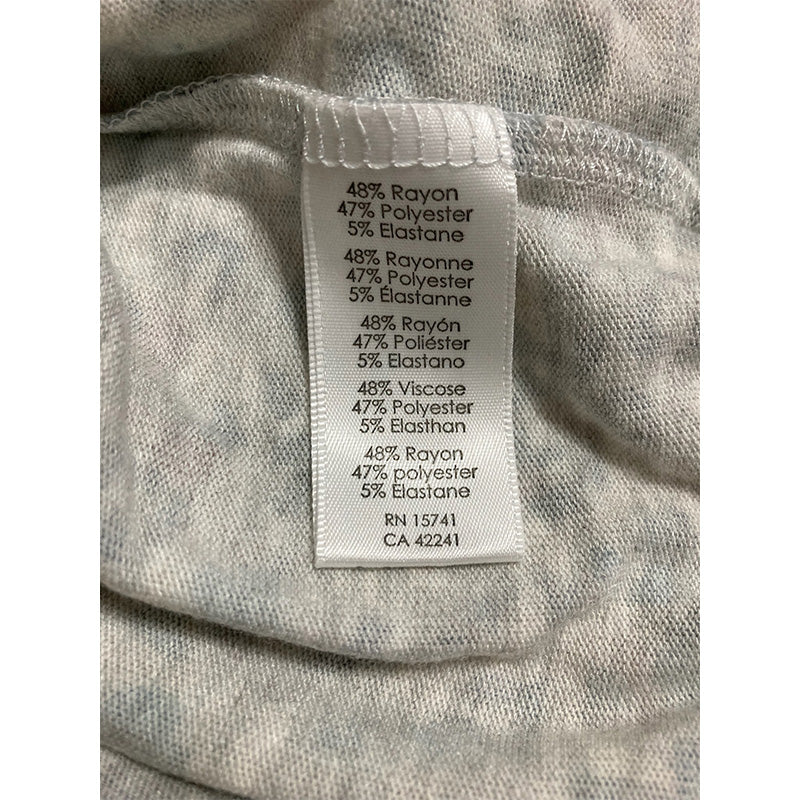 48% Rayon
47% Polyester
5% Elastane
48% Rayonne
47% Polyester
5% Élastanne
48% Rayón
47% Poliéster
5% Elastano
48% Viscose
47% Polyester
5% Elasthan
48% Rayon
47% polyester
5% Elastane
RN 15741
CA 42241